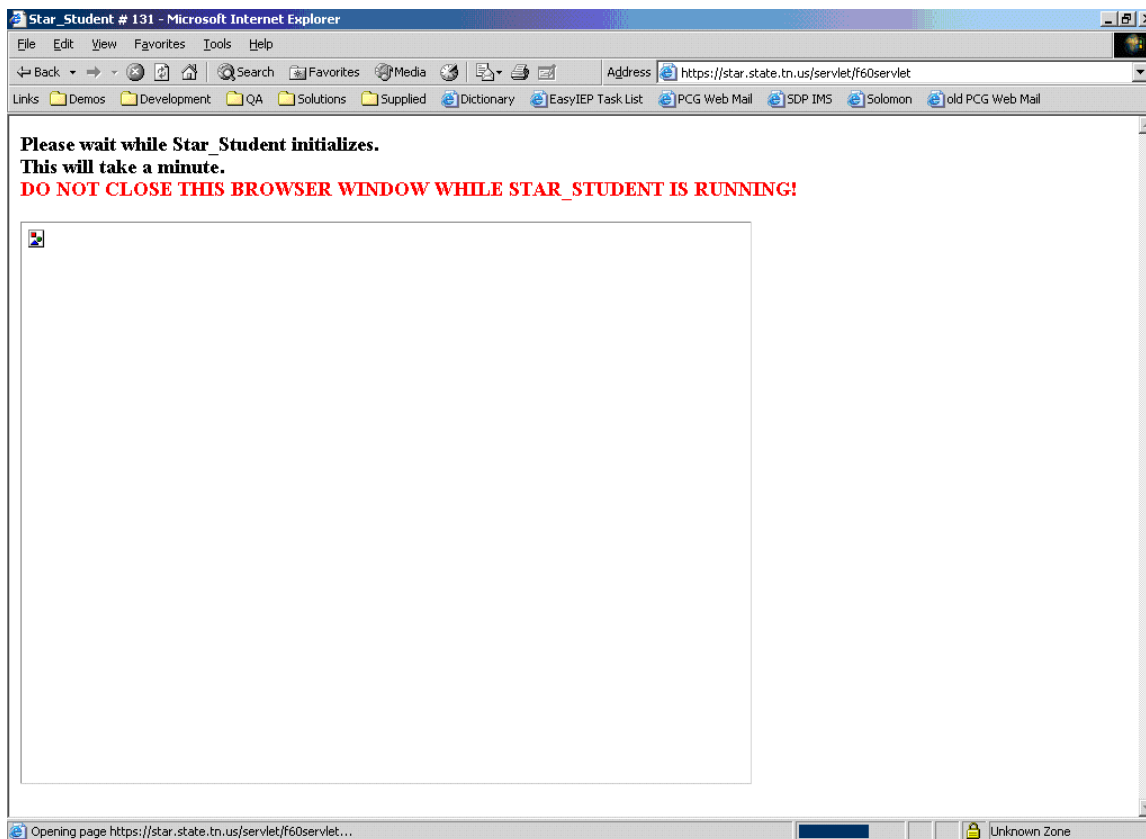 Star_Student # 131 - Microsoft Internet Explorer
File Edit View Favorites Tools Help
Back Search Favorites Media Address https://star.state.tn.us/servlet/f60servlet
Links Demos Development QA Solutions Supplied Dictionary EasyIEP Task List PCG Web Mail SDP IMS Solomon old PCG Web Mail
Please wait while Star_Student initializes.
This will take a minute.
DO NOT CLOSE THIS BROWSER WINDOW WHILE STAR_STUDENT IS RUNNING!
Opening page https://star.state.tn.us/servlet/f60servlet... Unknown Zone